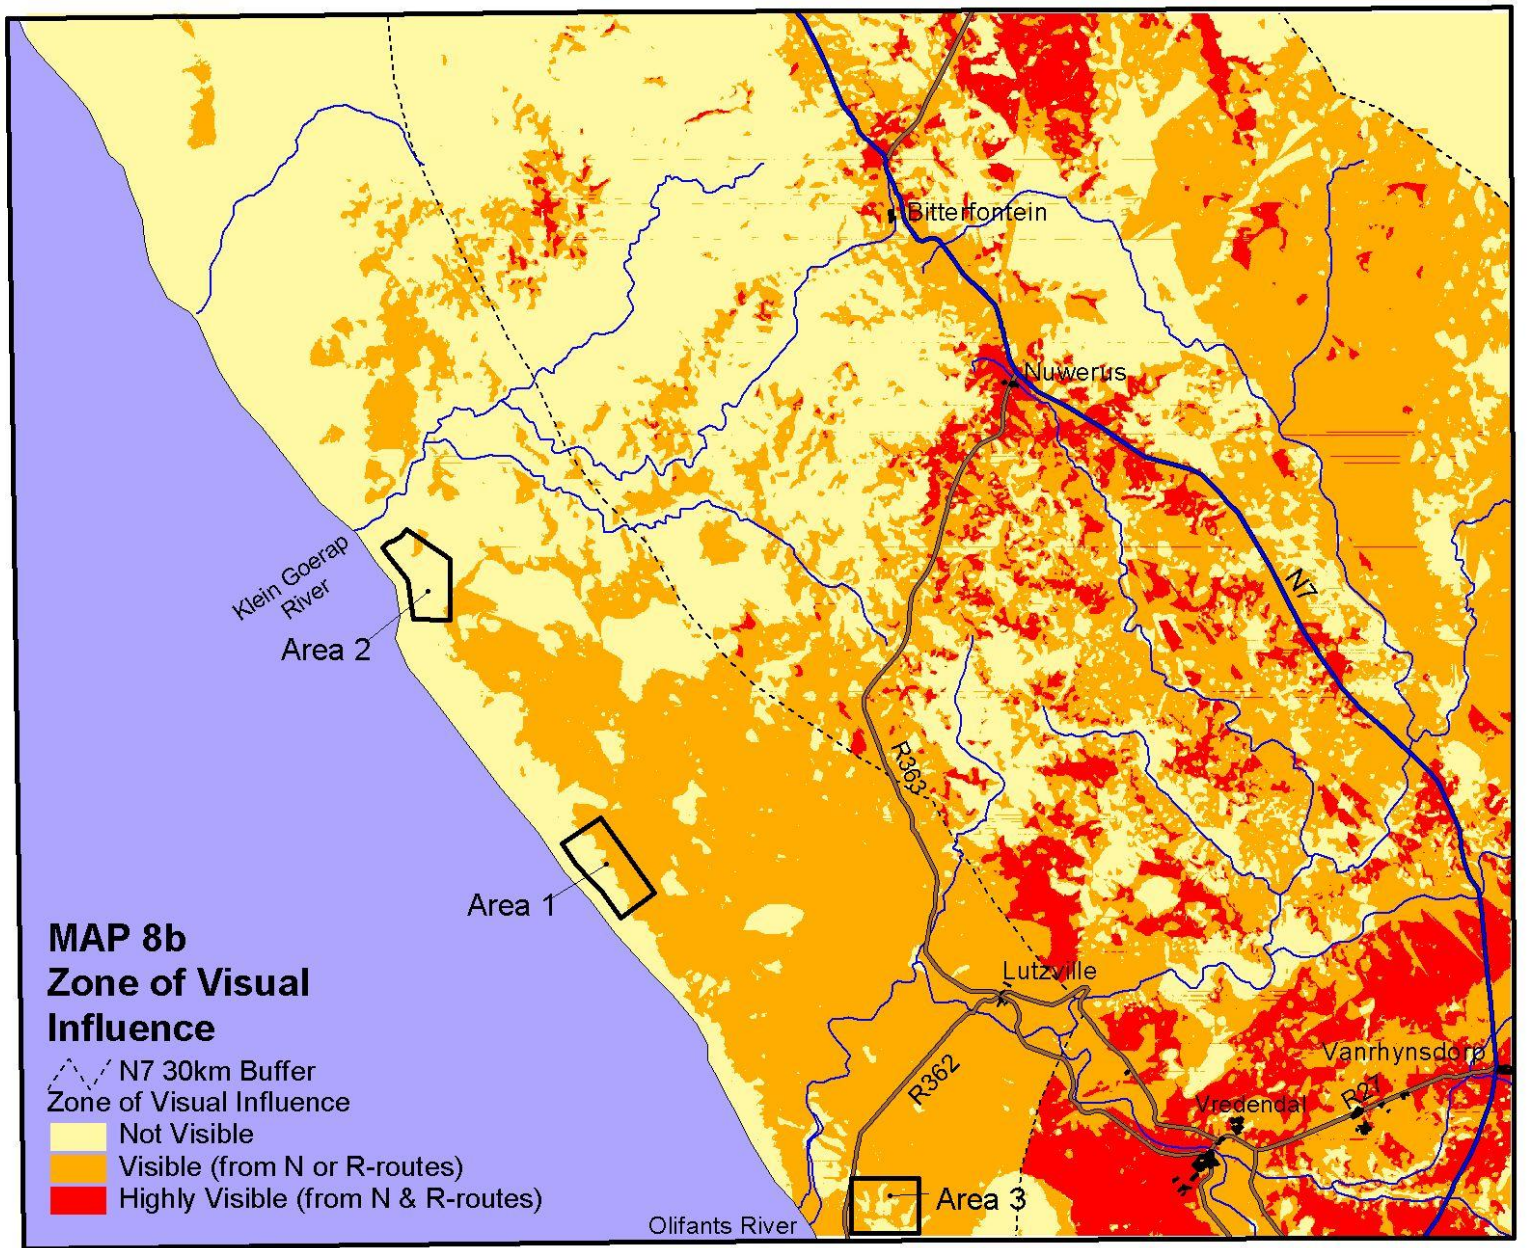 Bitterfontein
Nuwerus
N7
Klein Goerap
River
Area 2
R363
Area 1
Lutzville
R362
Vanrhynsdorp
R27
Vredendal
Area 3
Olifants River
MAP 8b
Zone of Visual
Influence
N7 30km Buffer
Zone of Visual Influence
Not Visible
Visible (from N or R-routes)
Highly Visible (from N & R-routes)